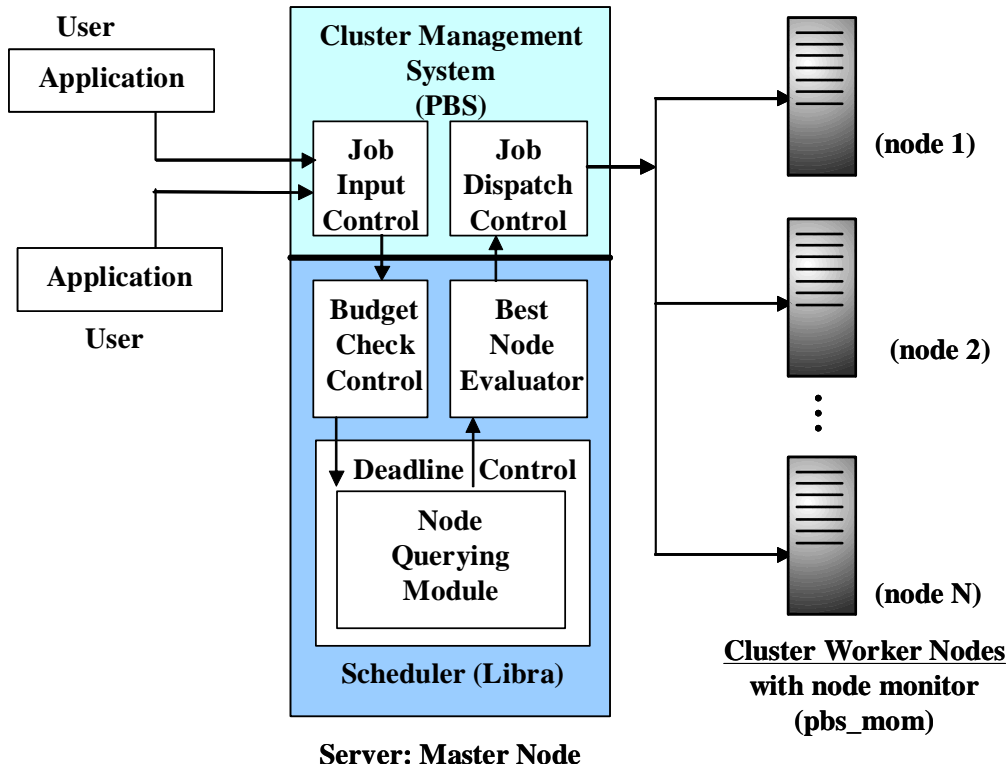 User
Application
Application
User
Cluster Management
System
(PBS)
Job
Input
Control
Job
Dispatch
Control
Budget
Check
Control
Best
Node
Evaluator
Deadline Control
Node
Querying
Module
Scheduler (Libra)
Server: Master Node
(node 1)
(node 2)
(node N)
Cluster Worker Nodes
with node monitor
(pbs_mom)